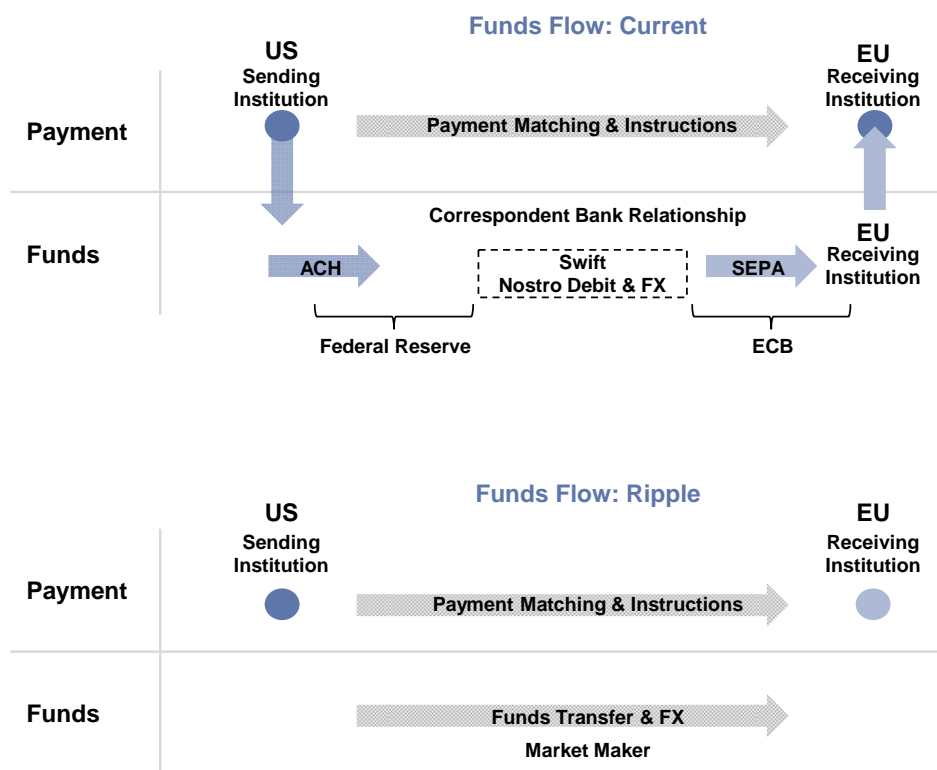 Funds Flow: Current
US
Sending
Institution
EU
Receiving
Institution
Payment
Payment Matching & Instructions
Correspondent Bank Relationship
Funds
ACH
Swift
Nostro Debit & FX
SEPA
EU
Receiving
Institution
Federal Reserve
ECB
Funds Flow: Ripple
US
Sending
Institution
EU
Receiving
Institution
Payment
Payment Matching & Instructions
Funds
Funds Transfer & FX
Market Maker